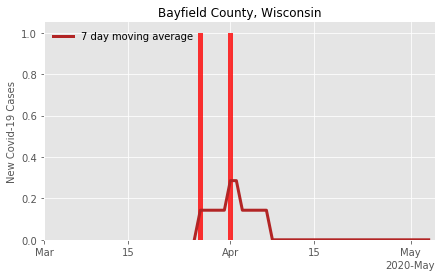 Bayfield County, Wisconsin
7 day moving average
New Covid-19 Cases
1.0
0.8
0.6
0.4
0.2
0.0
Mar
15
Apr
15
May
2020-May